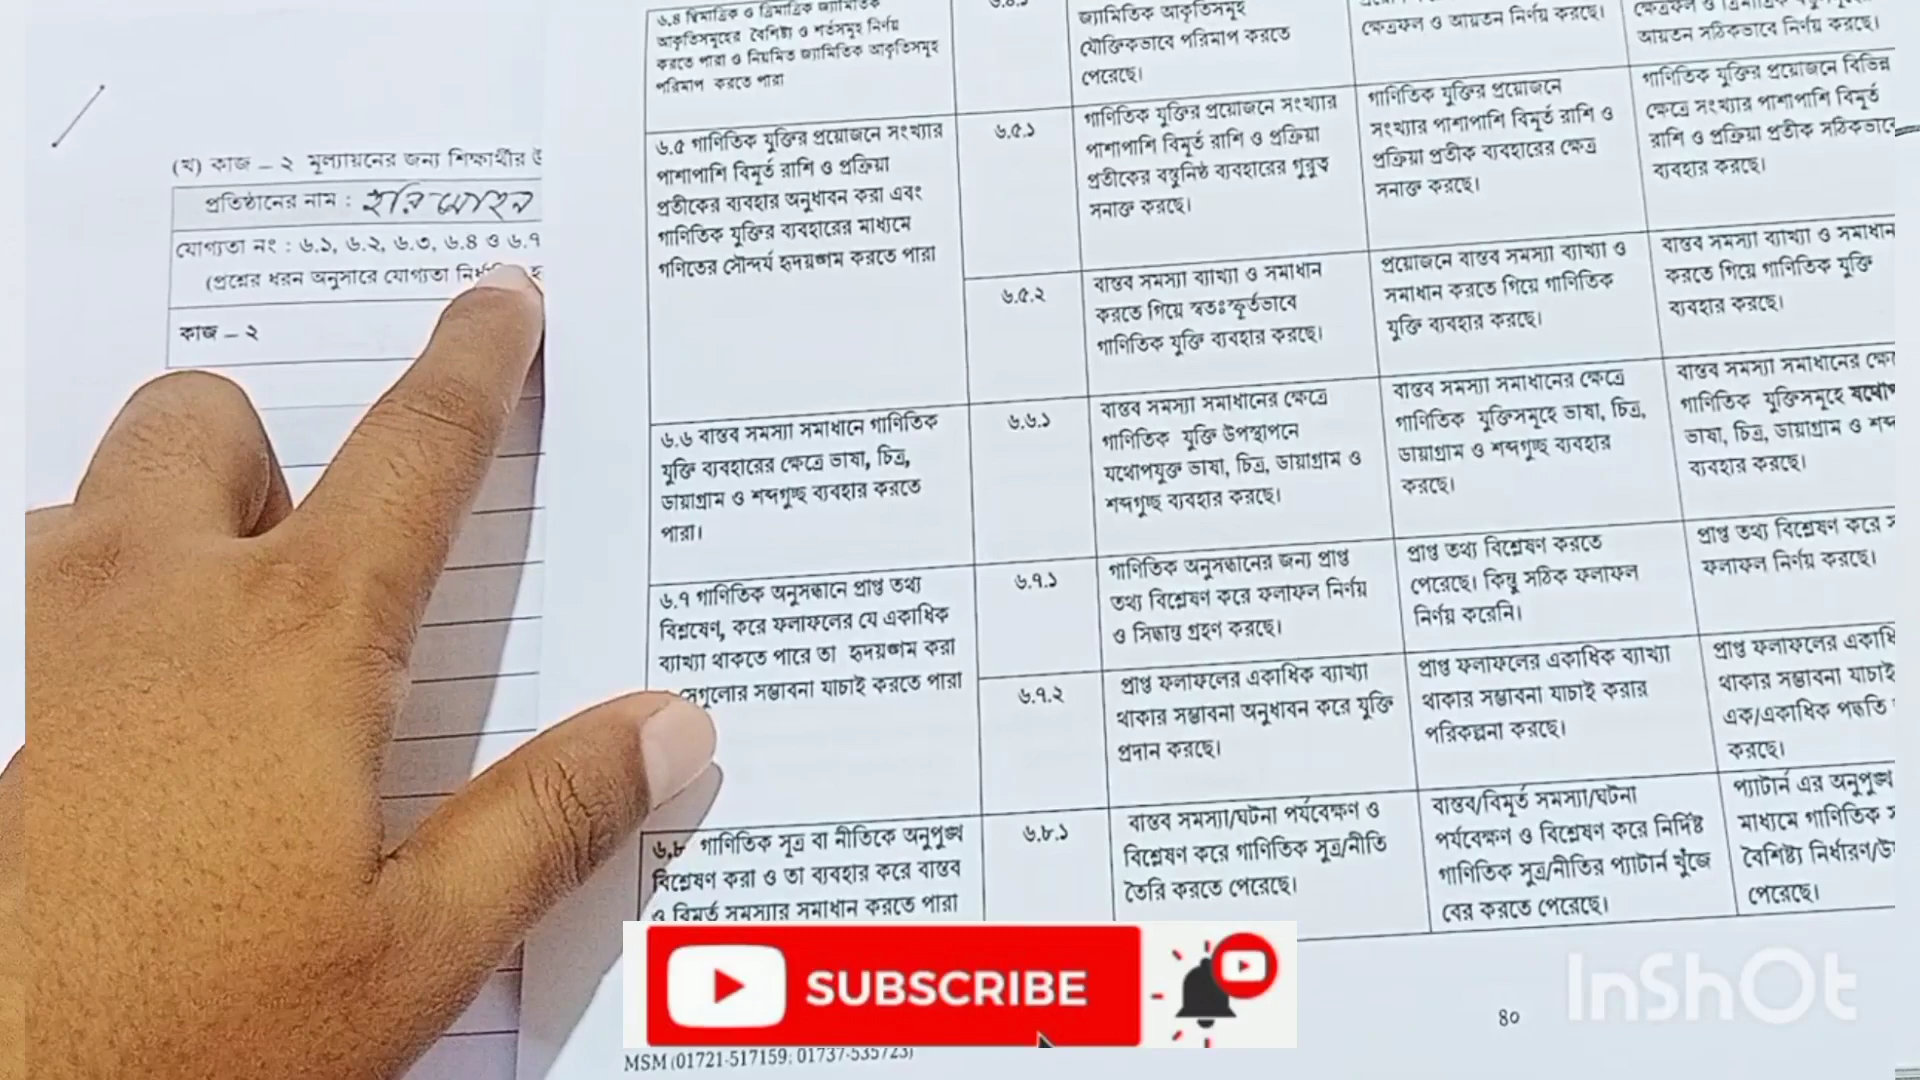 (খ) কাজ – ২ মূল্যায়নের জন্য শিক্ষার্থীর
প্রতিষ্ঠানের নাম :
যোগ্যতা নং : ৬.১, ৬.২, ৬.৩, ৬.৪ ও ৬.৭
(প্রশ্নের ধরন অনুসারে যোগ্যতা
কাজ – ২
৬.৪ দ্বিমাত্রিক ও ত্রিমাত্রিক জ্যামিতিক
আকৃতিসমূহের বৈশিষ্ট্য ও শর্তসমূহ নির্ণয়
করতে পারা ও নিয়মিত জ্যামিতিক আকৃতিসমূহ
পরিমাপ করতে পারা
জ্যামিতিক আকৃতিসমূহ
যৌক্তিকভাবে পরিমাপ করতে
পেরেছে।
ক্ষেত্রফল ও আয়তন নির্ণয় করছে।
আয়তন সঠিকভাবে নির্ণয় করছে।
৬.৫ গাণিতিক যুক্তির প্রয়োজনে সংখ্যার
পাশাপাশি বিমূর্ত রাশি ও প্রক্রিয়া
প্রতীকের ব্যবহার অনুধাবন করা এবং
গাণিতিক যুক্তির ব্যবহারের মাধ্যমে
গণিতের সৌন্দর্য হৃদয়ঙ্গম করতে পারা
৬.৫.১
গাণিতিক যুক্তির প্রয়োজনে সংখ্যার
পাশাপাশি বিমূর্ত রাশি ও প্রক্রিয়া
প্রতীকের বস্তুনিষ্ঠ ব্যবহারের গুরুত্ব
সনাক্ত করছে।
গাণিতিক যুক্তির প্রয়োজনে
সংখ্যার পাশাপাশি বিমূর্ত রাশি ও
প্রক্রিয়া প্রতীক ব্যবহারের ক্ষেত্র
সনাক্ত করছে।
গাণিতিক যুক্তির প্রয়োজনে বিভিন্ন
ক্ষেত্রে সংখ্যার পাশাপাশি বিমূর্ত
রাশি ও প্রক্রিয়া প্রতীক সঠিকভাবে
ব্যবহার করছে।
৬.৫.২
বাস্তব সমস্যা ব্যাখ্যা ও সমাধান
করতে গিয়ে স্বতঃস্ফূর্তভাবে
গাণিতিক যুক্তি ব্যবহার করছে।
প্রয়োজনে বাস্তব সমস্যা ব্যাখ্যা ও
সমাধান করতে গিয়ে গাণিতিক
যুক্তি ব্যবহার করছে।
বাস্তব সমস্যা ব্যাখ্যা ও সমাধান
করতে গিয়ে গাণিতিক যুক্তি
ব্যবহার করছে।
৬.৬ বাস্তব সমস্যা সমাধানে গাণিতিক
যুক্তি ব্যবহারের ক্ষেত্রে ভাষা, চিত্র,
ডায়াগ্রাম ও শব্দগুচ্ছ ব্যবহার করতে
পারা।
৬.৬.১
বাস্তব সমস্যা সমাধানের ক্ষেত্রে
গাণিতিক যুক্তি উপস্থাপনে
যথোপযুক্ত ভাষা, চিত্র, ডায়াগ্রাম ও
শব্দগুচ্ছ ব্যবহার করছে।
বাস্তব সমস্যা সমাধানের ক্ষেত্রে
গাণিতিক যুক্তিসমূহে ভাষা, চিত্র,
ডায়াগ্রাম ও শব্দগুচ্ছ ব্যবহার
করছে।
বাস্তব সমস্যা সমাধানের
গাণিতিক যুক্তিসমূহে
ভাষা, চিত্র, ডায়াগ্রাম ও
ব্যবহার করছে।
৬.৭ গাণিতিক অনুসন্ধানে প্রাপ্ত তথ্য
বিশ্লষেণ, করে ফলাফলের যে একাধিক
ব্যাখ্যা থাকতে পারে তা হৃদয়ঙ্গম করা
সেগুলোর সম্ভাবনা যাচাই করতে পারা
৬.৭.১
গাণিতিক অনুসন্ধানের জন্য প্রাপ্ত
তথ্য বিশ্লেষণ করে ফলাফল নির্ণয়
ও সিদ্ধান্ত গ্রহণ করছে।
প্রাপ্ত তথ্য বিশ্লেষণ করতে
পেরেছে। কিন্তু সঠিক ফলাফল
নির্ণয় করেনি।
প্রাপ্ত তথ্য বিশ্লেষণ করে
ফলাফল নির্ণয় করছে।
৬.৭.২
প্রাপ্ত ফলাফলের একাধিক ব্যাখ্যা
থাকার সম্ভাবনা অনুধাবন করে যুক্তি
প্রদান করছে।
প্রাপ্ত ফলাফলের একাধিক ব্যাখ্যা
থাকার সম্ভাবনা যাচাই করার
পরিকল্পনা করছে।
প্রাপ্ত ফলাফলের
থাকার সম্ভাবনা যাচাই
এক/একাধিক পদ্ধতি
করছে।
৬.৮ গাণিতিক সূত্র বা নীতিকে অনুপুঙ্খ
বিশ্লেষণ করা ও তা ব্যবহার করে বাস্তব
ও বিমূর্ত সমস্যার সমাধান করতে পারা
৬.৮.১
বাস্তব সমস্যা/ঘটনা পর্যবেক্ষণ ও
বিশ্লেষণ করে গাণিতিক সুত্র/নীতি
তৈরি করতে পেরেছে।
বাস্তব/বিমূর্ত সমস্যা/ঘটনা
পর্যবেক্ষণ ও বিশ্লেষণ করে নির্দিষ্ট
গাণিতিক সুত্র/নীতির প্যাটার্ন খুঁজে
বের করতে পেরেছে।
প্যাটার্ন এর অনুপুঙ্খ
মাধ্যমে গাণিতিক
বৈশিষ্ট্য
পেরেছে।
SUBSCRIBE
৪০
InShOt
MSM (01721-517159; 01737-535723)